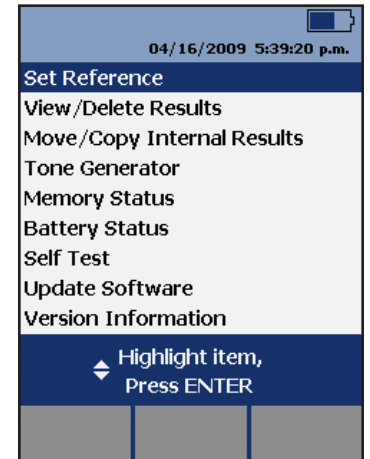 04/16/2009 5:39:20 p.m.
Set Reference
View/Delete Results
Move/Copy Internal Results
Tone Generator
Memory Status
Battery Status
Self Test
Update Software
Version Information
Highlight item,
Press ENTER